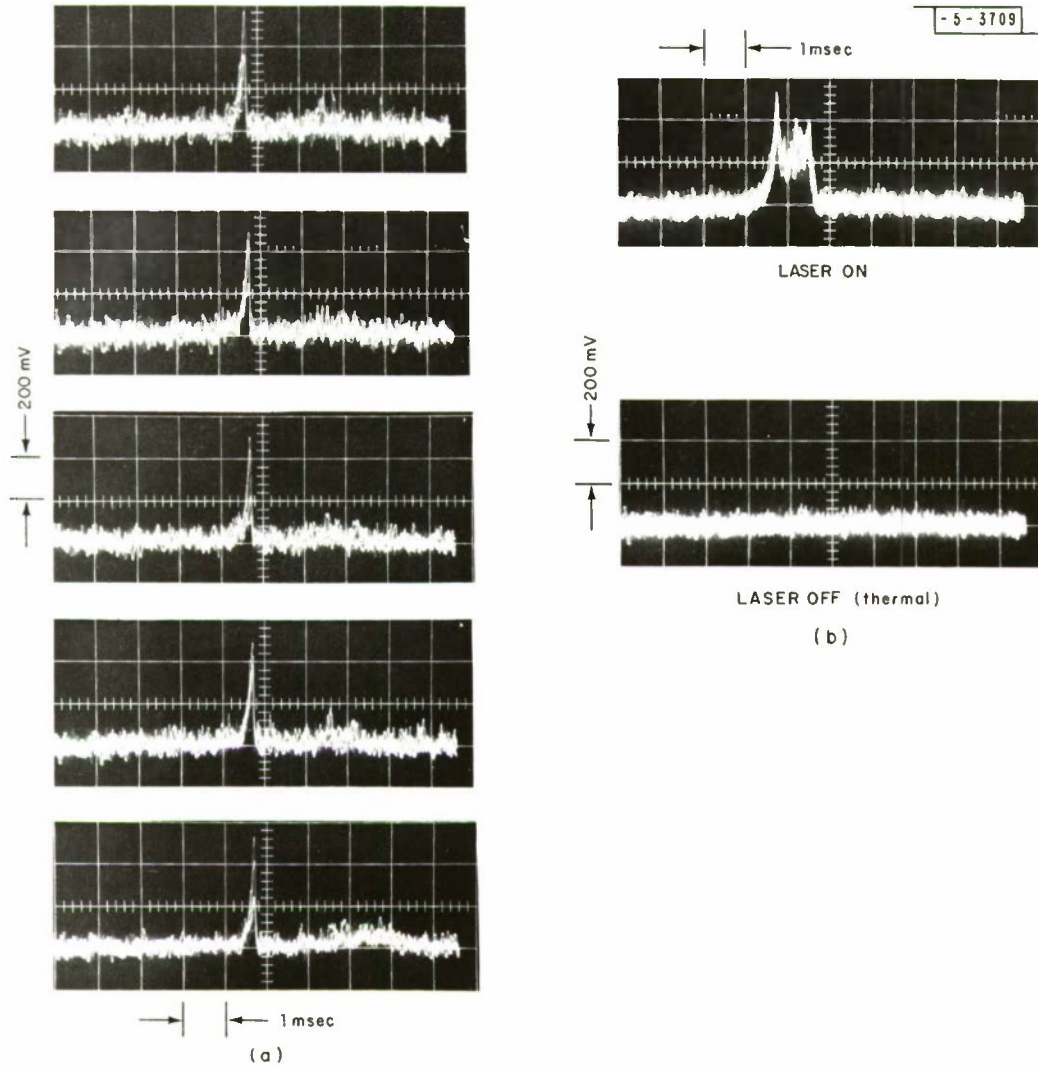 -5-3709
1msec
LASER ON
200 mV
200 mV
LASER OFF (thermal)
(b)
1msec
(a)